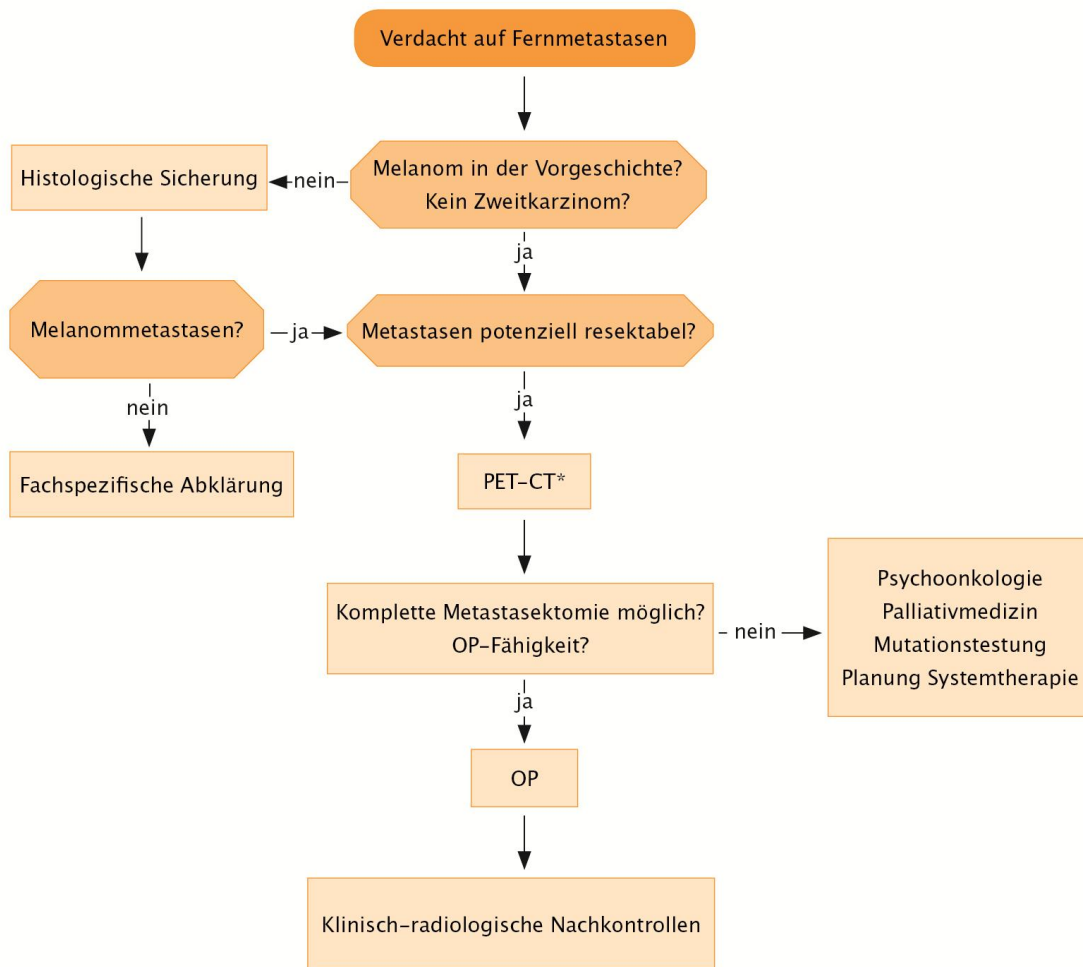 Verdacht auf Fernmetastasen
Melanom in der Vorgeschichte?
Kein Zweitkarzinom?
nein
Histologische Sicherung
ja
Melanommetastasen?
ja
Metastasen potenziell resektabel?
nein
ja
Fachspezifische Abklärung
PET-CT*
Komplette Metastasektomie möglich?
OP-Fähigkeit?
nein
Psychoonkologie
Palliativmedizin
Mutationstestung
Planung Systemtherapie
ja
OP
Klinisch-radiologische Nachkontrollen